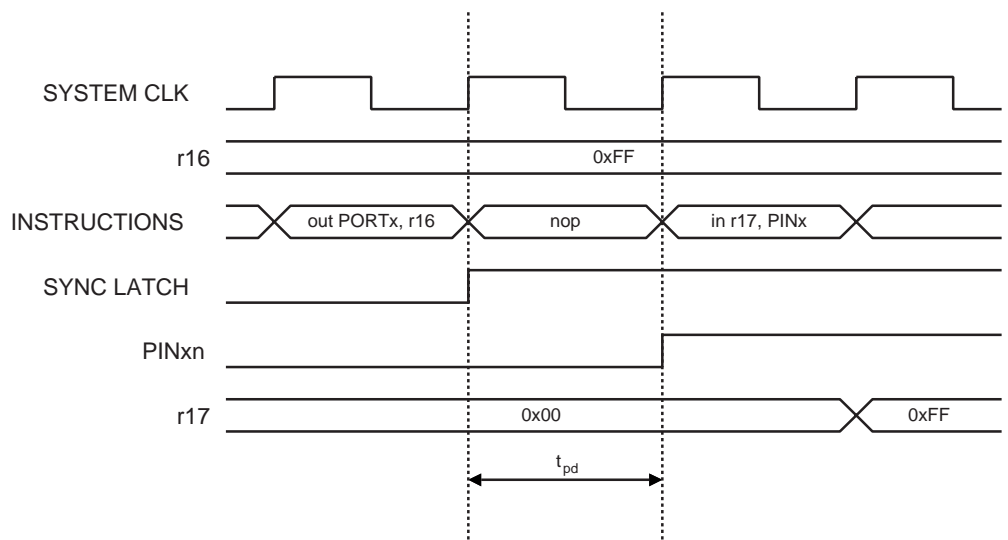 SYSTEM CLK
r16
0xFF
INSTRUCTIONS
out PORTx, r16
nop
in r17, PINx
SYNC LATCH
PINxn
r17
0x00
0xFF
tpd